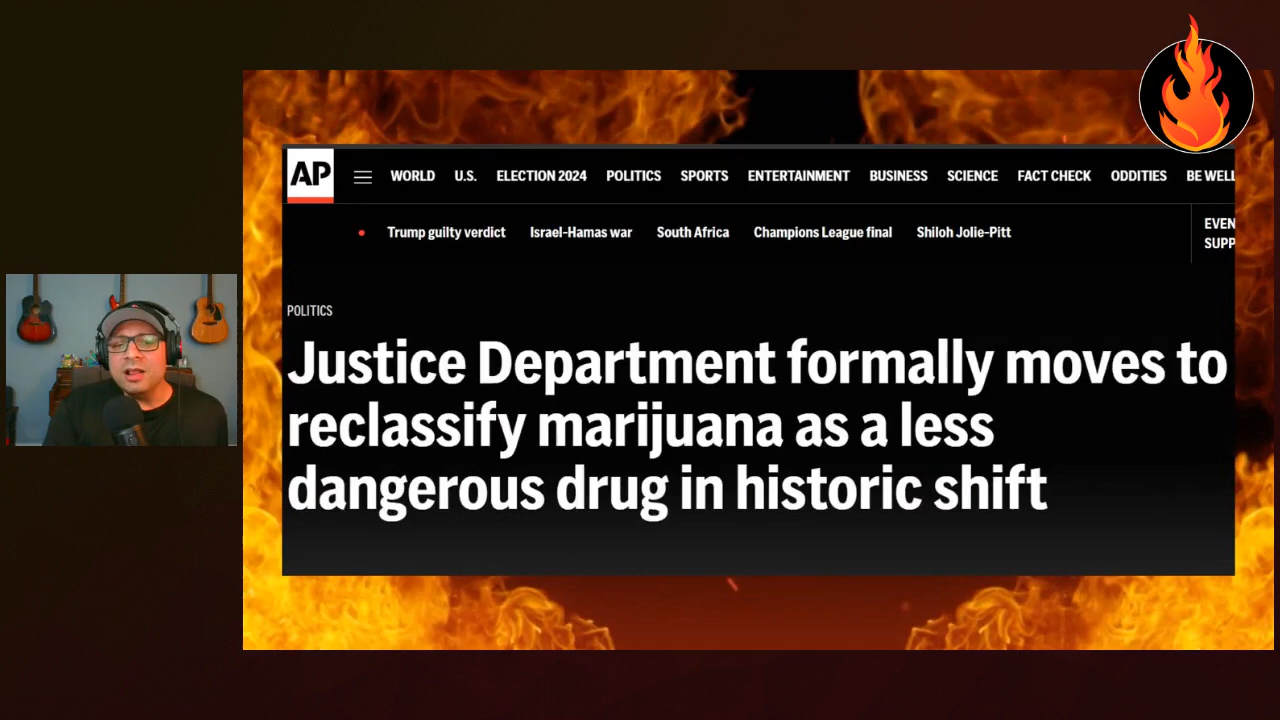 AP
WORLD U.S. ELECTION 2024 POLITICS SPORTS ENTERTAINMENT BUSINESS SCIENCE FACT CHECK ODDITIES BE WELL
Trump guilty verdict Israel-Hamas war South Africa Champions League final Shiloh Jolie-Pitt
EVEN
SUPP
POLITICS
Justice Department formally moves to
reclassify marijuana as a less
dangerous drug in historic shift